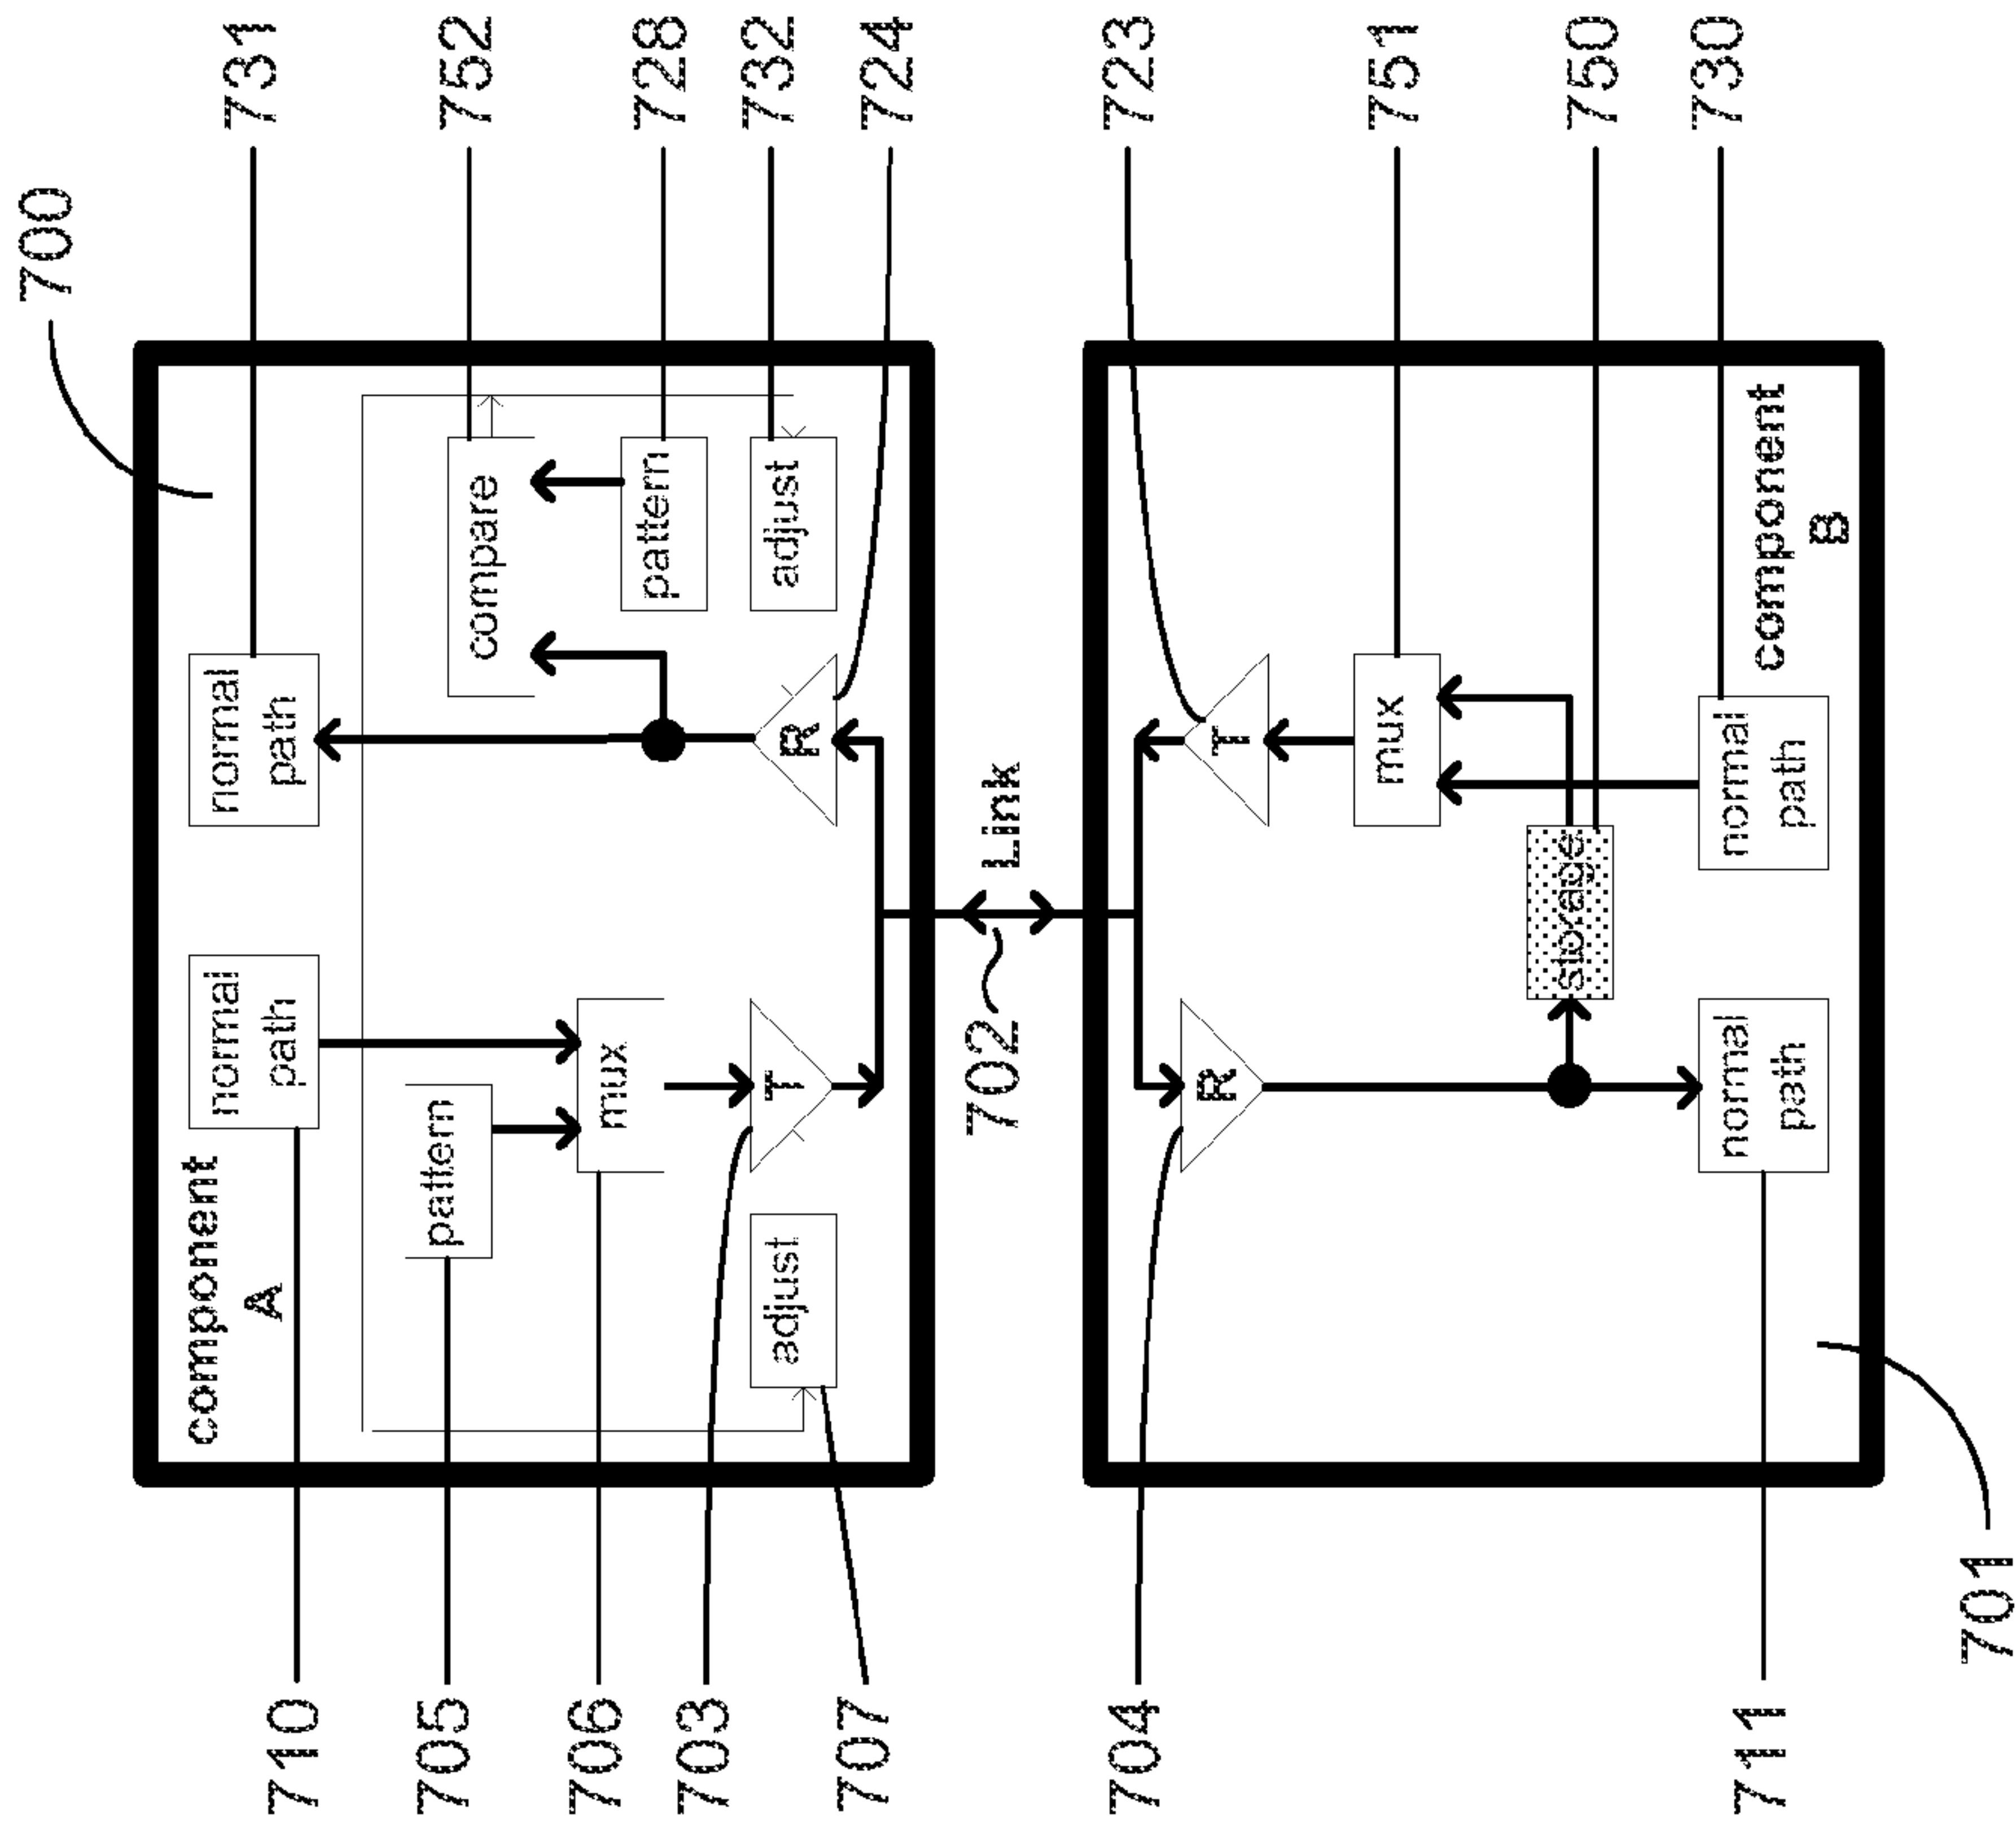 700
731
752
728
732
724
723
751
750
730
component
A
normal
path
normal
path
pattern
compare
mux
pattern
adjust
adjust
T
R
Link
702
R
T
mux
storage
normal
path
normal
path
component
B
710
705
706
703
707
704
711
701